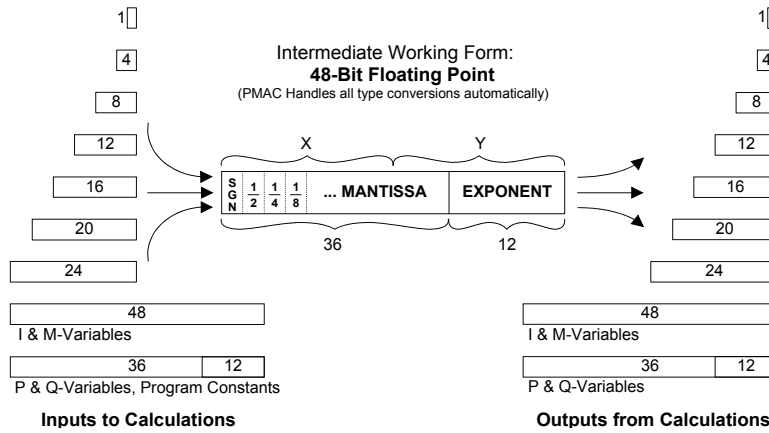 1
4
8
12
16
20
24
48
I & M-Variables
36 12
P & Q-Variables, Program Constants
Inputs to Calculations
Intermediate Working Form:
48-Bit Floating Point
(PMAC Handles all type conversions automatically)
X Y
SGN 1/2 1/4 1/8 ... MANTISSA EXPONENT
36 12
1
4
8
12
16
20
24
48
I & M-Variables
36 12
P & Q-Variables
Outputs from Calculations